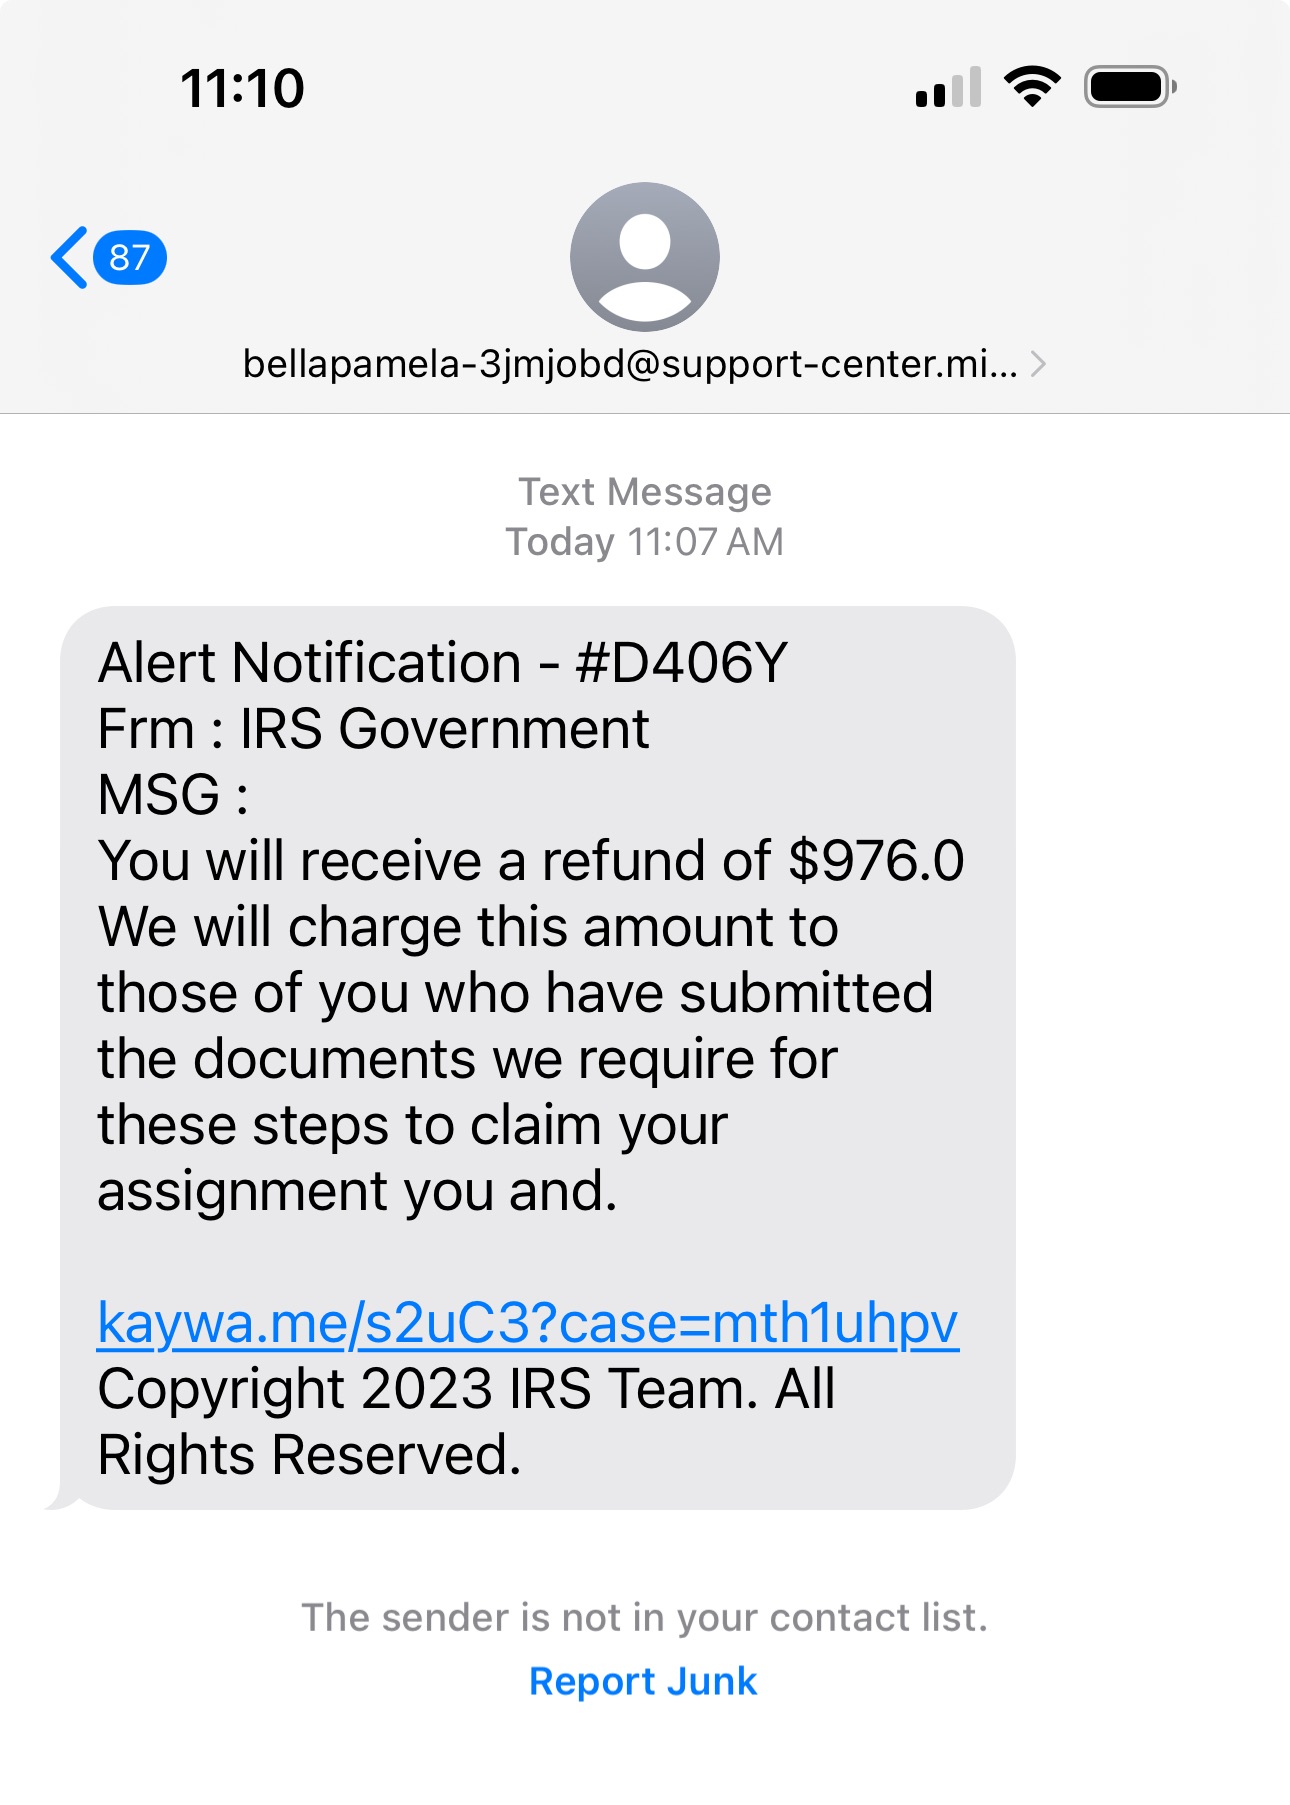 11:10
87
bellapamela-3jmjobd@support-center.mi...
Text Message
Today 11:07 AM
Alert Notification - #D406Y
Frm : IRS Government
MSG :
You will receive a refund of $976.0
We will charge this amount to
those of you who have submitted
the documents we require for
these steps to claim your
assignment you and.
kaywa.me/s2uC3?case=mth1uhpv
Copyright 2023 IRS Team. All
Rights Reserved.
The sender is not in your contact list.
Report Junk